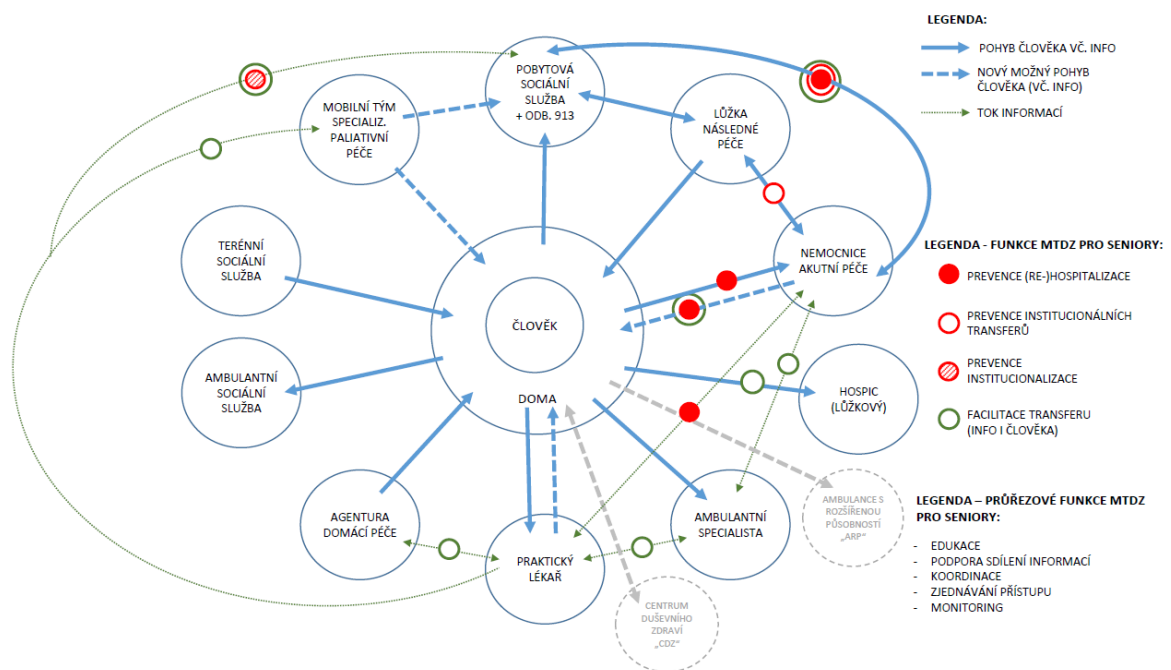 LEGENDA:
POHYB ČLOVĚKA VČ. INFO
NOVÝ MOŽNÝ POHYB
ČLOVĚKA (VČ. INFO)
TOK INFORMACÍ
POBYTOVÁ
SOCIÁLNÍ
SLUŽBA
+ ODB. 913
MOBILNÍ TÝM
SPECIALIZ.
PALIATIVNÍ
PÉČE
LŮŽKA
NÁSLEDNÉ
PÉČE
TERÉNNÍ
SOCIÁLNÍ
SLUŽBA
NEMOCNICE
AKUTNÍ PÉČE
ČLOVĚK
DOMA
AMBULANTNÍ
SOCIÁLNÍ
SLUŽBA
HOSPIC
(LŮŽKOVÝ)
AGENTURA
DOMÁCÍ PÉČE
PRAKTICKÝ
LÉKAŘ
AMBULANTNÍ
SPECIALISTA
AMBULANCE S
ROZŠÍŘENOU
PŮSOBNOSTÍ
„ARP“
CENTRUM
DUŠEVNÍHO
ZDRAVÍ
„CDZ“
LEGENDA - FUNKCE MTDZ PRO SENIORY:
PREVENCE (RE-)HOSPITALIZACE
PREVENCE INSTITUCIONÁLNÍCH
TRANSFERŮ
PREVENCE
INSTITUCIONALIZACE
FACILITACE TRANSFERU
(INFO I ČLOVĚKA)
LEGENDA – PRŮŘEZOVÉ FUNKCE MTDZ
PRO SENIORY:
- EDUKACE
- PODPORA SDÍLENÍ INFORMACÍ
- KOORDINACE
- ZJEDNÁVÁNÍ PŘÍSTUPU
- MONITORING